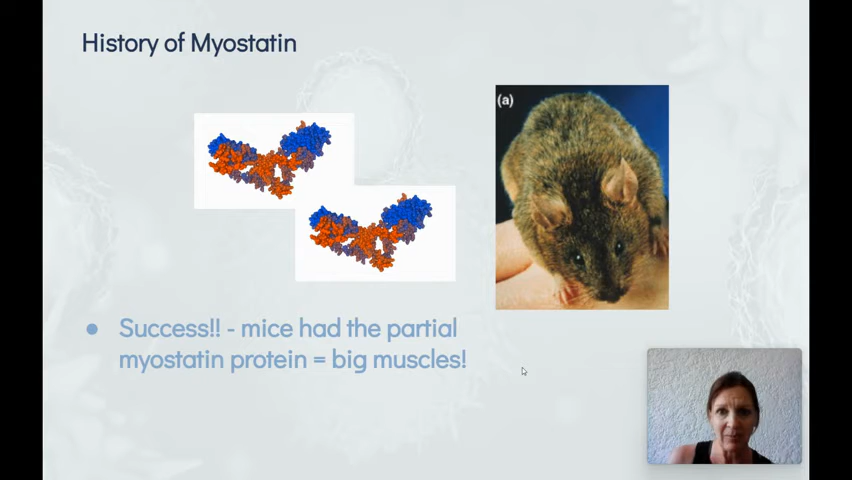 History of Myostatin
(a)
● Success!! - mice had the partial
myostatin protein = big muscles!